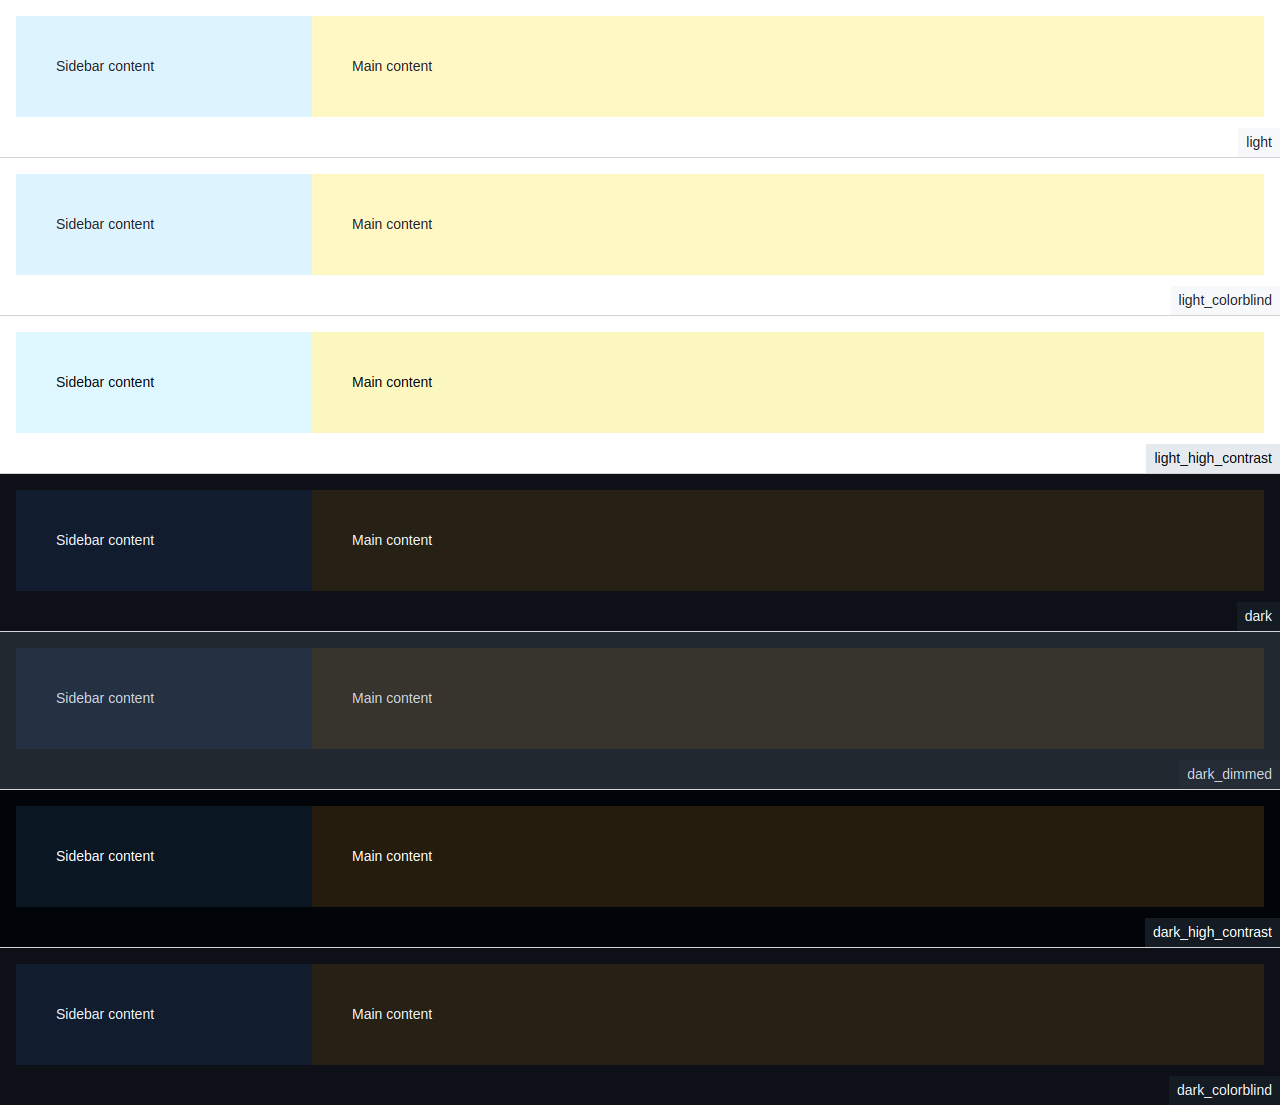 Sidebar content Main content
light
Sidebar content Main content
light_colorblind
Sidebar content Main content
light_high_contrast
Sidebar content Main content
dark
Sidebar content Main content
dark_dimmed
Sidebar content Main content
dark_high_contrast
Sidebar content Main content
dark_colorblind